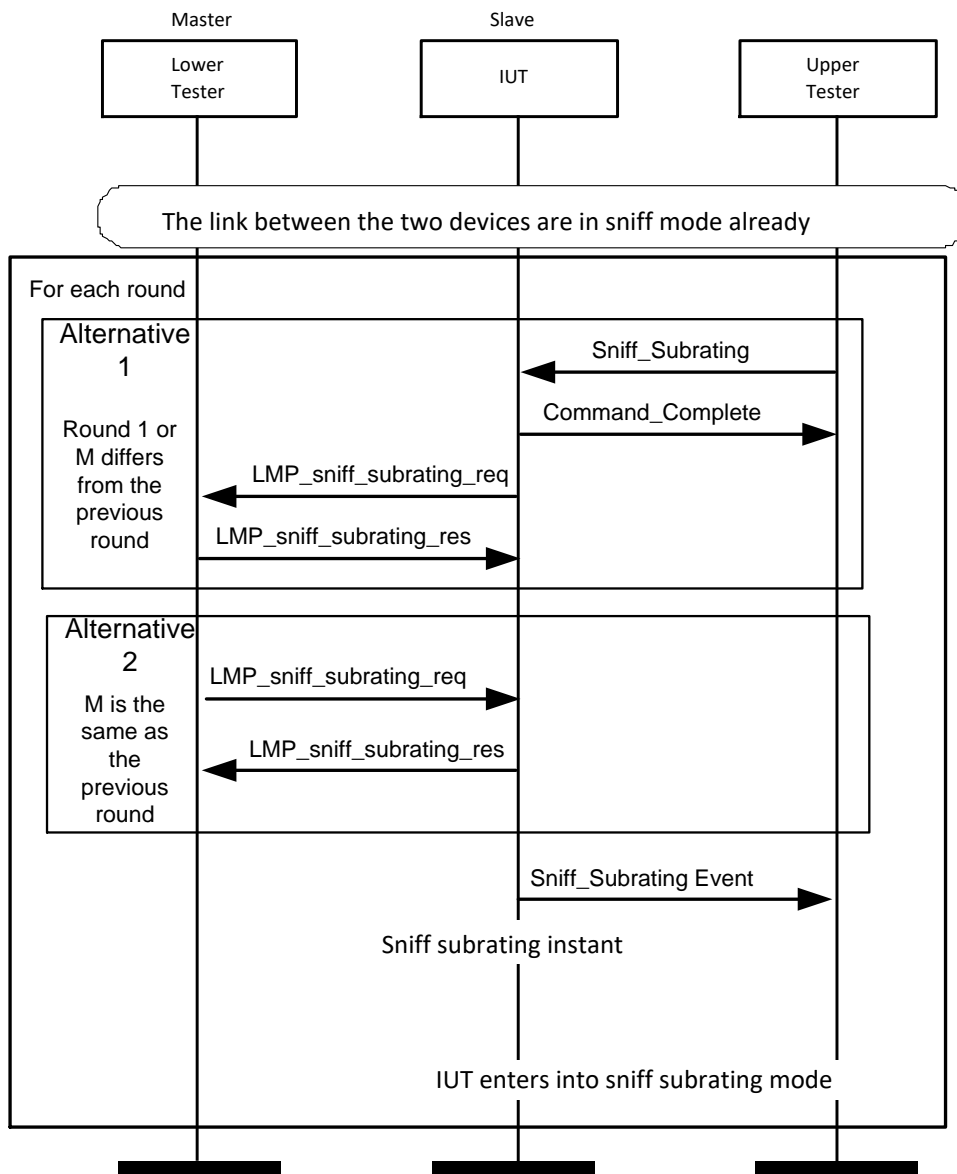 Master
Slave
Lower
Tester
IUT
Upper
Tester
The link between the two devices are in sniff mode already
For each round
Alternative
1
Round 1 or
M differs
from the
previous
round
Sniff_Subrating
Command_Complete
LMP_sniff_subrating_req
LMP_sniff_subrating_res
Alternative
2
M is the
same as
the
previous
round
LMP_sniff_subrating_req
LMP_sniff_subrating_res
Sniff_Subrating Event
Sniff subrating instant
IUT enters into sniff subrating mode